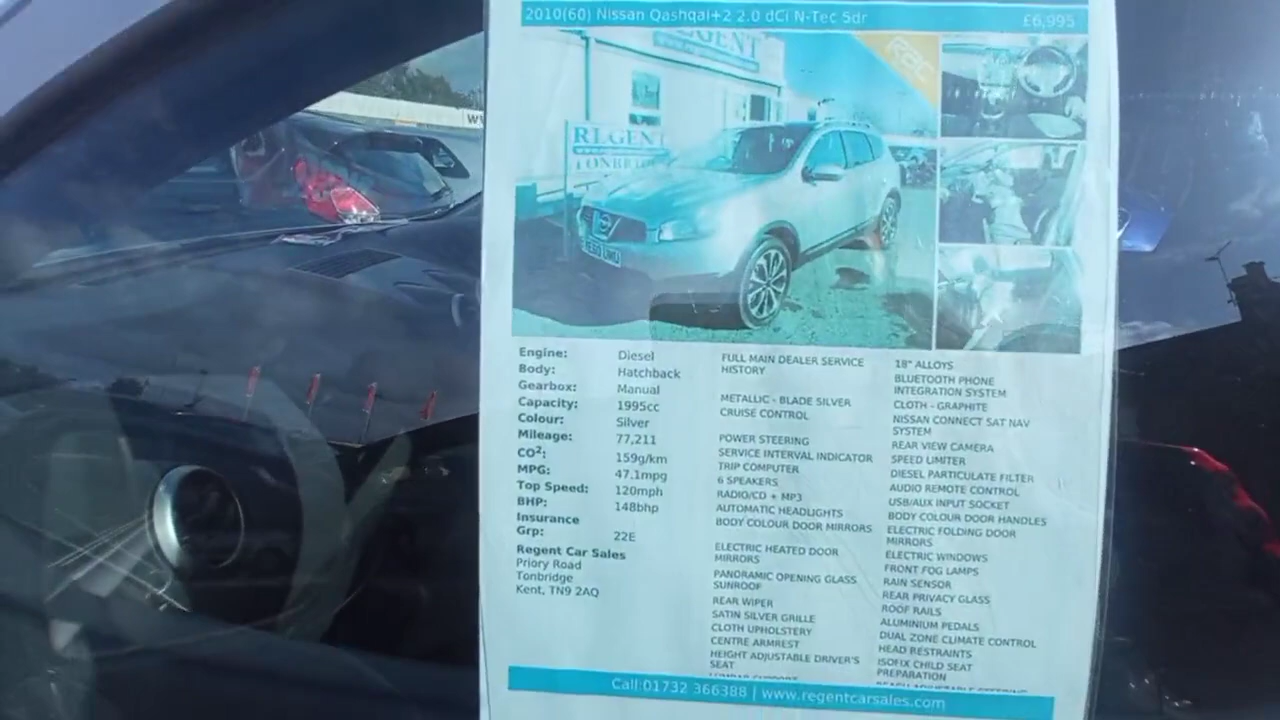 2010(60) Nissan Qashqai+2 2.0 dCi N-Tec 5dr £6,995
REGENT
RBC
REGENT
Engine: Diesel
Body: Hatchback
Gearbox: Manual
Capacity: 1995cc
Colour: Silver
Mileage: 77,211
CO²: 159g/km
MPG: 47.1mpg
Top Speed: 120mph
BHP: 148bhp
Insurance
Grp: 22E
Regent Car Sales
Priory Road
Tonbridge
Kent, TN9 2AQ
FULL MAIN DEALER SERVICE
HISTORY
METALLIC - BLADE SILVER
CRUISE CONTROL
POWER STEERING
SERVICE INTERVAL INDICATOR
TRIP COMPUTER
6 SPEAKERS
RADIO/CD + MP3
AUTOMATIC HEADLIGHTS
BODY COLOUR DOOR MIRRORS
ELECTRIC HEATED DOOR
MIRRORS
PANORAMIC OPENING GLASS
SUNROOF
REAR WIPER
SATIN SILVER GRILLE
CLOTH UPHOLSTERY
CENTRE ARMREST
HEIGHT ADJUSTABLE DRIVER'S
SEAT
18" ALLOYS
BLUETOOTH PHONE
INTEGRATION SYSTEM
CLOTH - GRAPHITE
NISSAN CONNECT SAT NAV
SYSTEM
REAR VIEW CAMERA
SPEED LIMITER
DIESEL PARTICULATE FILTER
AUDIO REMOTE CONTROL
USB/AUX INPUT SOCKET
BODY COLOUR DOOR HANDLES
ELECTRIC FOLDING DOOR
MIRRORS
ELECTRIC WINDOWS
FRONT FOG LAMPS
RAIN SENSOR
REAR PRIVACY GLASS
ROOF RAILS
ALUMINIUM PEDALS
DUAL ZONE CLIMATE CONTROL
HEAD RESTRAINTS
ISOFIX CHILD SEAT
PREPARATION
Call:01732 366388 | www.regentcarsales.com